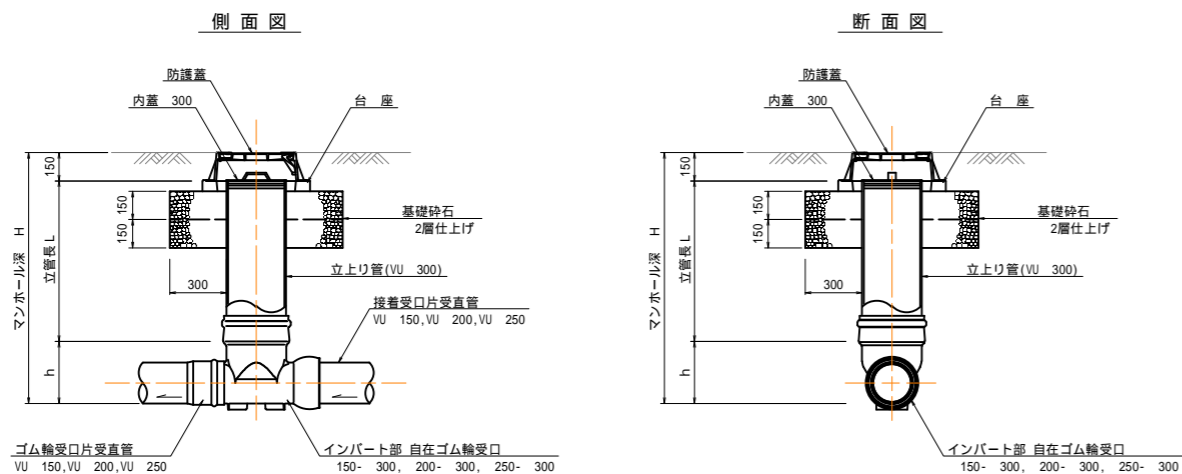 側 面 図
防護蓋
内蓋 300
台 座
150
150
150
基礎砕石
2層仕上げ
マンホール深 H
立管長 L
300
立上り管(VU 300)
接着受口片受直管
VU 150,VU 200,VU 250
h
ゴム輪受口片受直管
VU 150,VU 200,VU 250
インバート部 自在ゴム輪受口
150- 300, 200- 300, 250- 300
断 面 図
防護蓋
内蓋 300
台 座
150
150
150
基礎砕石
2層仕上げ
マンホール深 H
立管長 L
300
立上り管(VU 300)
h
インバート部 自在ゴム輪受口
150- 300, 200- 300, 250- 300